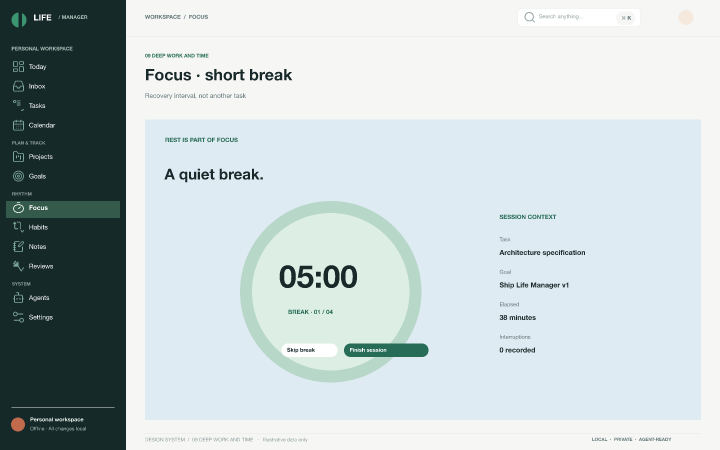 LIFE / MANAGER
PERSONAL WORKSPACE
Today
Inbox
Tasks
Calendar
PLAN & TRACK
Projects
Goals
RHYTHM
Focus
Habits
Notes
Reviews
SYSTEM
Agents
Settings
Personal workspace
Offline · All changes local
WORKSPACE / FOCUS
Search anything...
⌘ K
09 DEEP WORK AND TIME
Focus · short break
Recovery interval, not another task
REST IS PART OF FOCUS
A quiet break.
05:00
BREAK · 01 / 04
Skip break
Finish session
SESSION CONTEXT
Task
Architecture specification
Goal
Ship Life Manager v1
Elapsed
38 minutes
Interruptions
0 recorded
DESIGN SYSTEM / 09 DEEP WORK AND TIME · Illustrative data only
LOCAL · PRIVATE · AGENT-READY